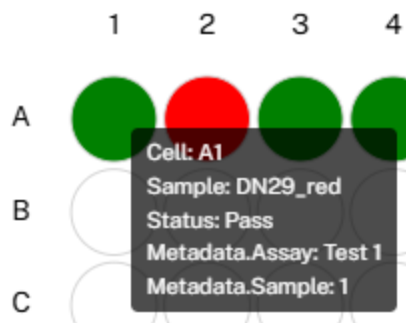 1 2 3 4
A
Cell: A1
Sample: DN29_red
Status: Pass
Metadata.Assay: Test 1
Metadata.Sample: 1
B
C